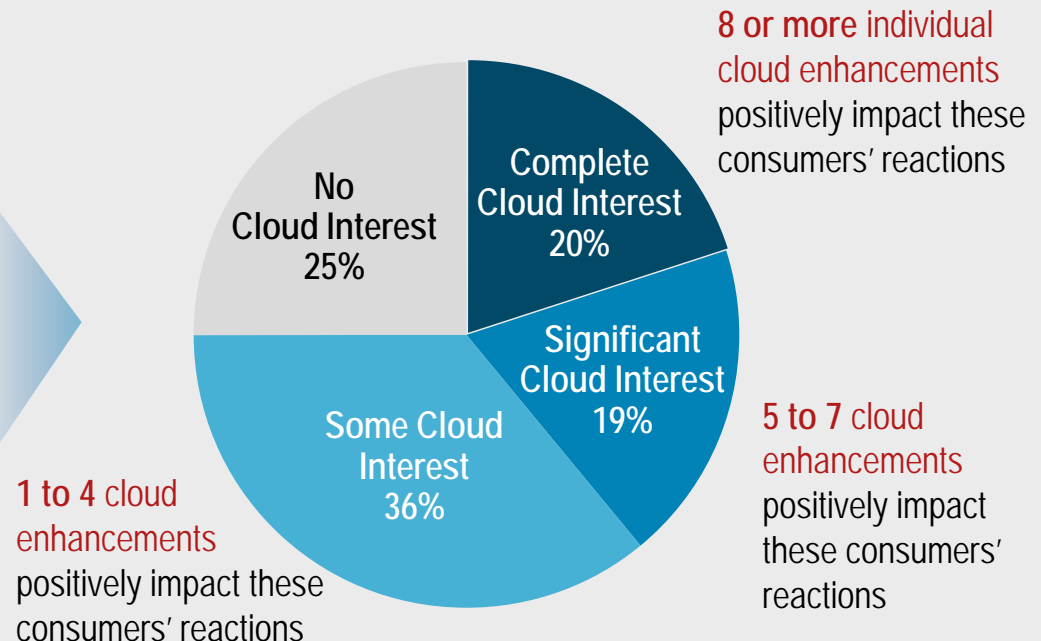 8 or more individual
cloud enhancements
positively impact these
consumers’ reactions
No
Cloud Interest
25%
Complete
Cloud Interest
20%
Significant
Cloud Interest
19%
Some Cloud
Interest
36%
5 to 7 cloud
enhancements
positively impact
these consumers’
reactions
1 to 4 cloud
enhancements
positively impact these
consumers’ reactions